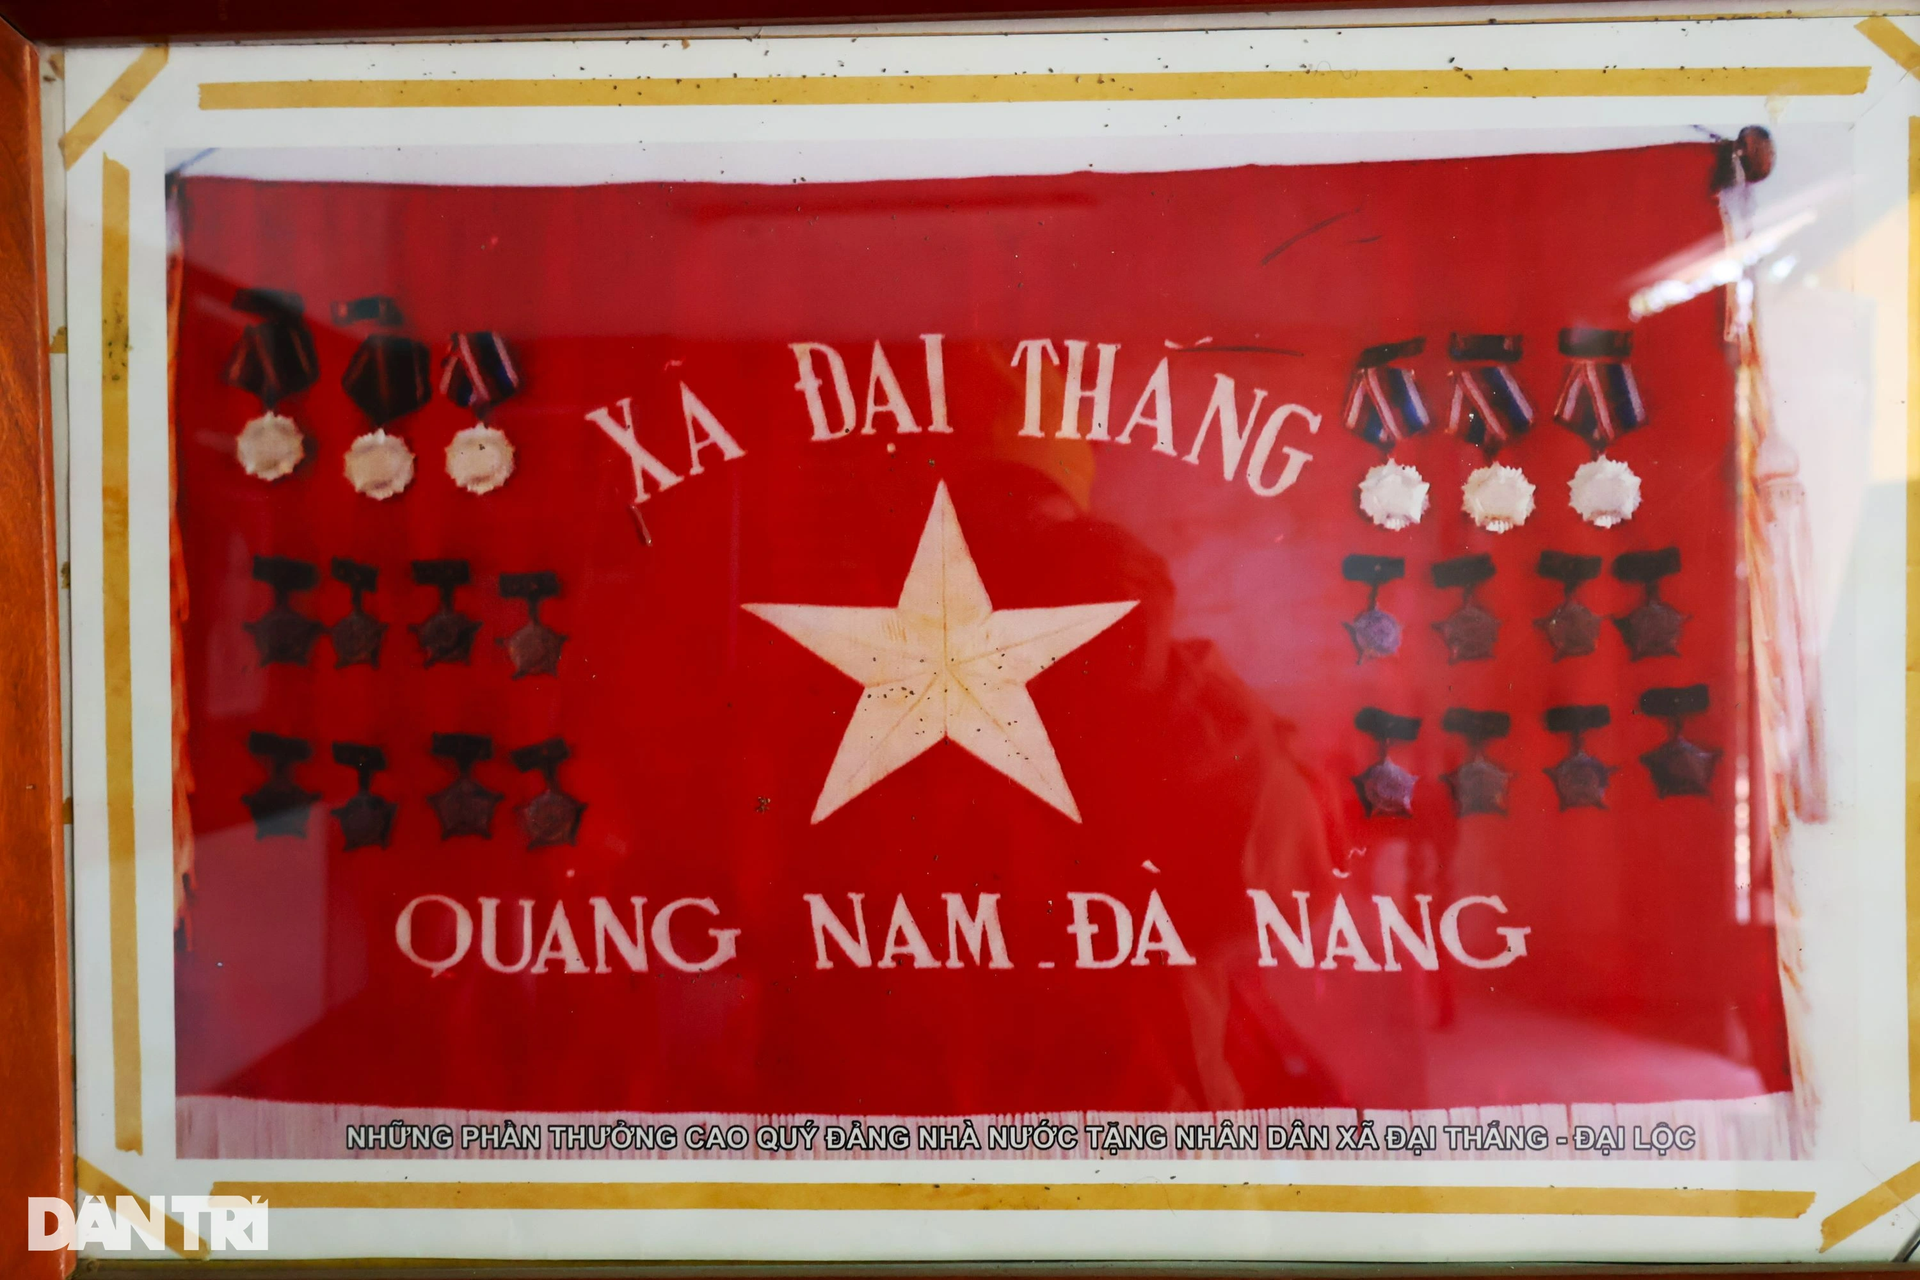 XÃ ĐẠI THẮNG
QUẢNG NAM - ĐÀ NẴNG
NHỮNG PHẦN THƯỞNG CAO QUÝ ĐẢNG NHÀ NƯỚC TẶNG NHÂN DÂN XÃ ĐẠI THẮNG - ĐẠI LỘC
DÂN TRÍ